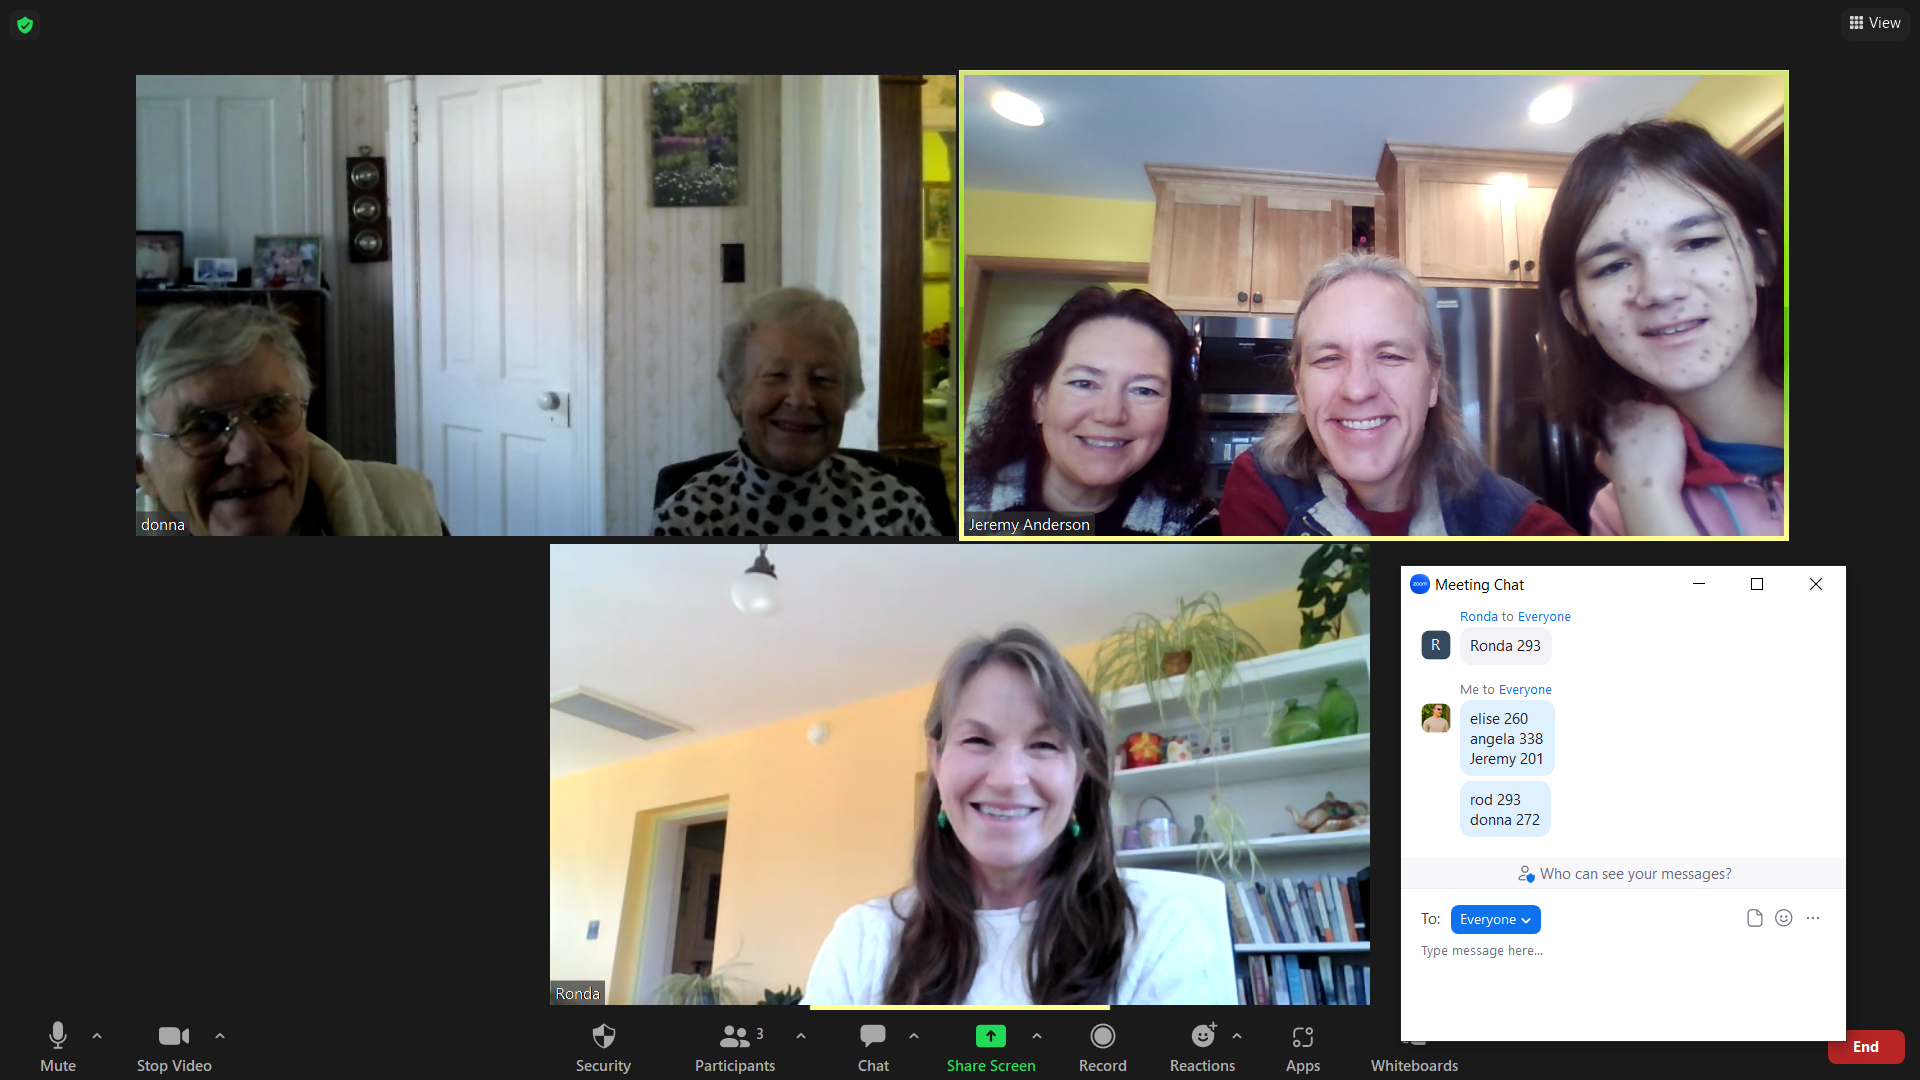 View
donna
Jeremy Anderson
Ronda
zoom Meeting Chat
Ronda to Everyone
R
Ronda 293
Me to Everyone
elise 260
angela 338
Jeremy 201
rod 293
donna 272
Who can see your messages?
To: Everyone
Type message here...
Mute
Stop Video
Security
3
Participants
Chat
Share Screen
Record
Reactions
Apps
Whiteboards
End